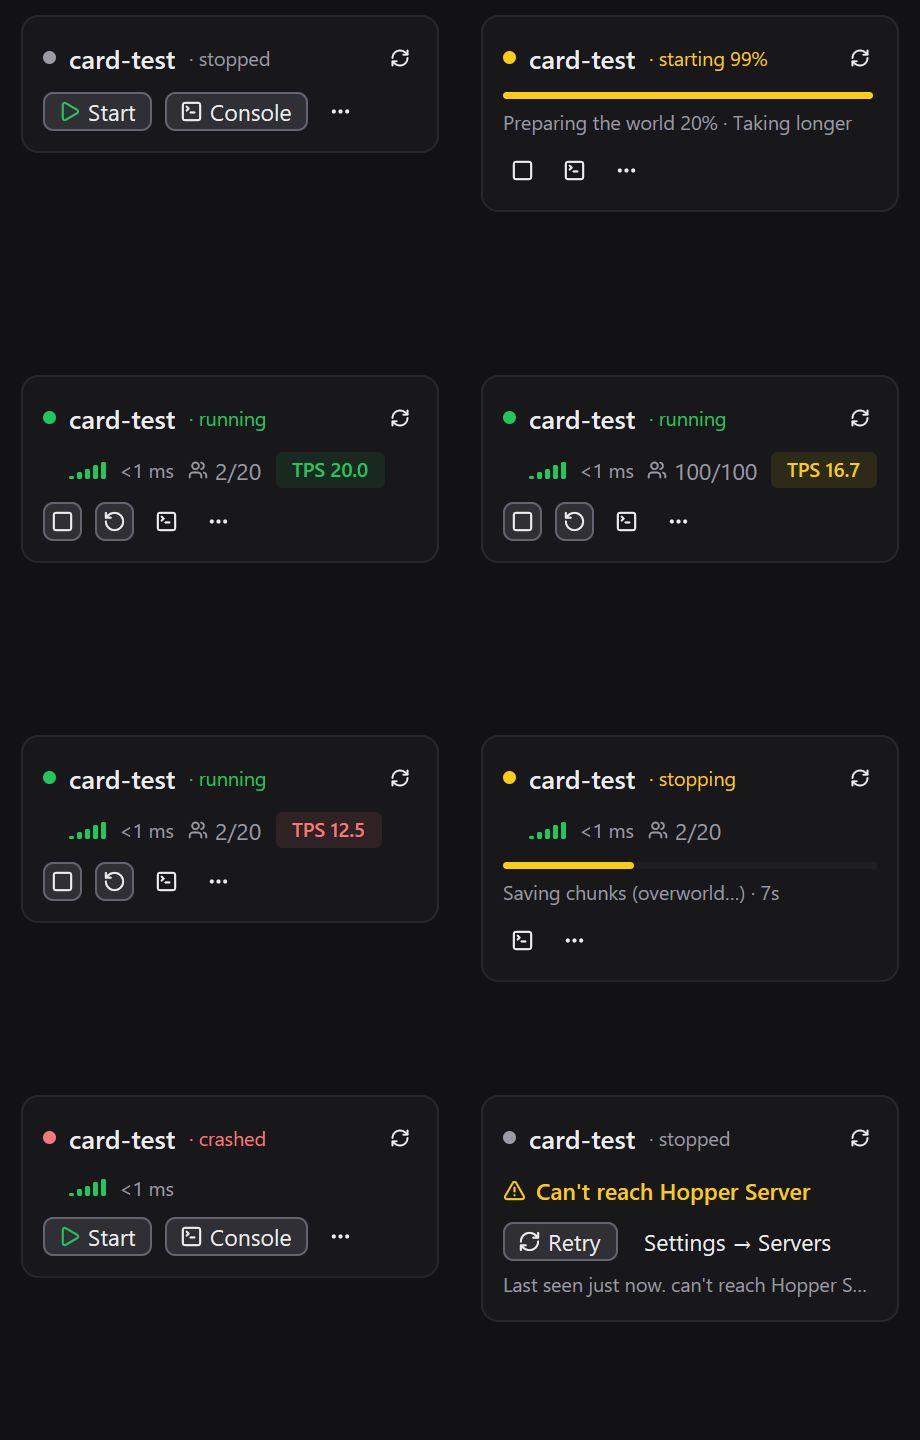 card-test · stopped
Start Console ...
card-test · starting 99%
Preparing the world 20% · Taking longer
...
card-test · running
<1 ms 2/20 TPS 20.0
...
card-test · running
<1 ms 100/100 TPS 16.7
...
card-test · running
<1 ms 2/20 TPS 12.5
...
card-test · stopping
<1 ms 2/20
Saving chunks (overworld...) · 7s
...
card-test · crashed
<1 ms
Start Console ...
card-test · stopped
Can't reach Hopper Server
Retry Settings → Servers
Last seen just now. can't reach Hopper S...